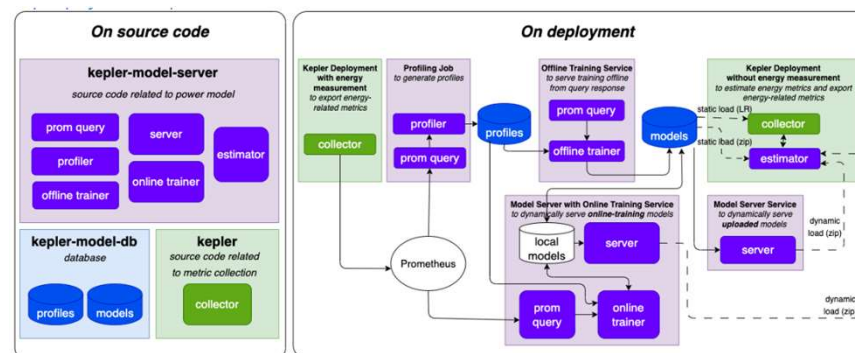 On source code
kepler-model-server
source code related to power model
prom query
server
profiler
estimator
offline trainer
online trainer
kepler-model-db
database
profiles
models
kepler
source code related
to metric collection
collector
On deployment
Kepler Deployment
with energy
measurement
to export energy-
related metrics
collector
Profiling Job
to generate profiles
profiler
prom query
profiles
Offline Training Service
to serve training offline
from query response
prom query
offline trainer
models
static load (LR)
static load (zip)
Kepler Deployment
without energy measurement
to estimate energy metrics and export
energy-related metrics
collector
estimator
Prometheus
Model Server with Online Training Service
to dynamically serve online-training models
local
models
server
prom
query
online
trainer
Model Server Service
to dynamically serve
uploaded models
server
dynamic
load (zip)
dynamic
load (zip